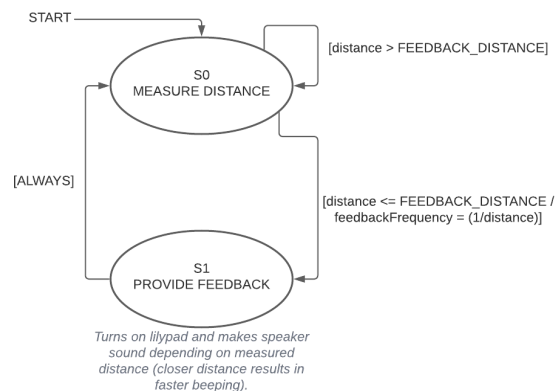 START
S0
MEASURE DISTANCE
[distance > FEEDBACK_DISTANCE]
[ALWAYS]
[distance <= FEEDBACK_DISTANCE /
feedbackFrequency = (1/distance)]
S1
PROVIDE FEEDBACK
Turns on lilypad and makes speaker
sound depending on measured
distance (closer distance results in
faster beeping).